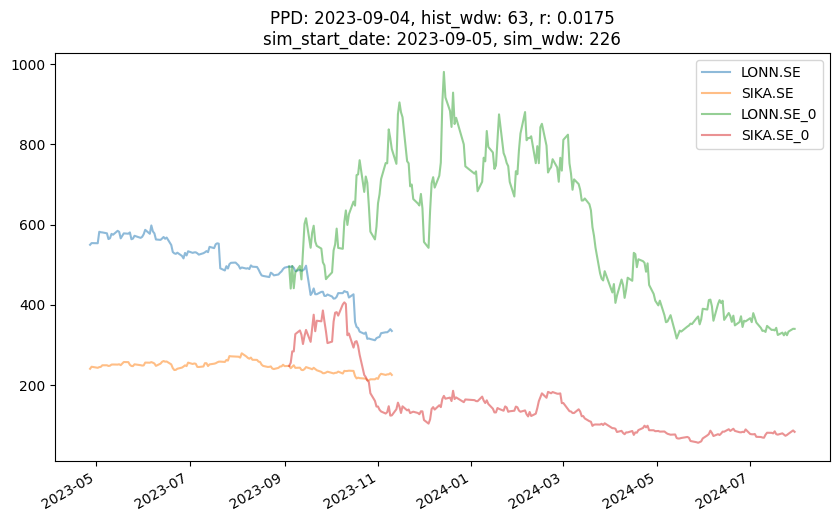 PPD: 2023-09-04, hist_wdw: 63, r: 0.0175
sim_start_date: 2023-09-05, sim_wdw: 226
LONN.SE
SIKA.SE
LONN.SE_0
SIKA.SE_0
1000
800
600
400
200
2023-05
2023-07
2023-09
2023-11
2024-01
2024-03
2024-05
2024-07